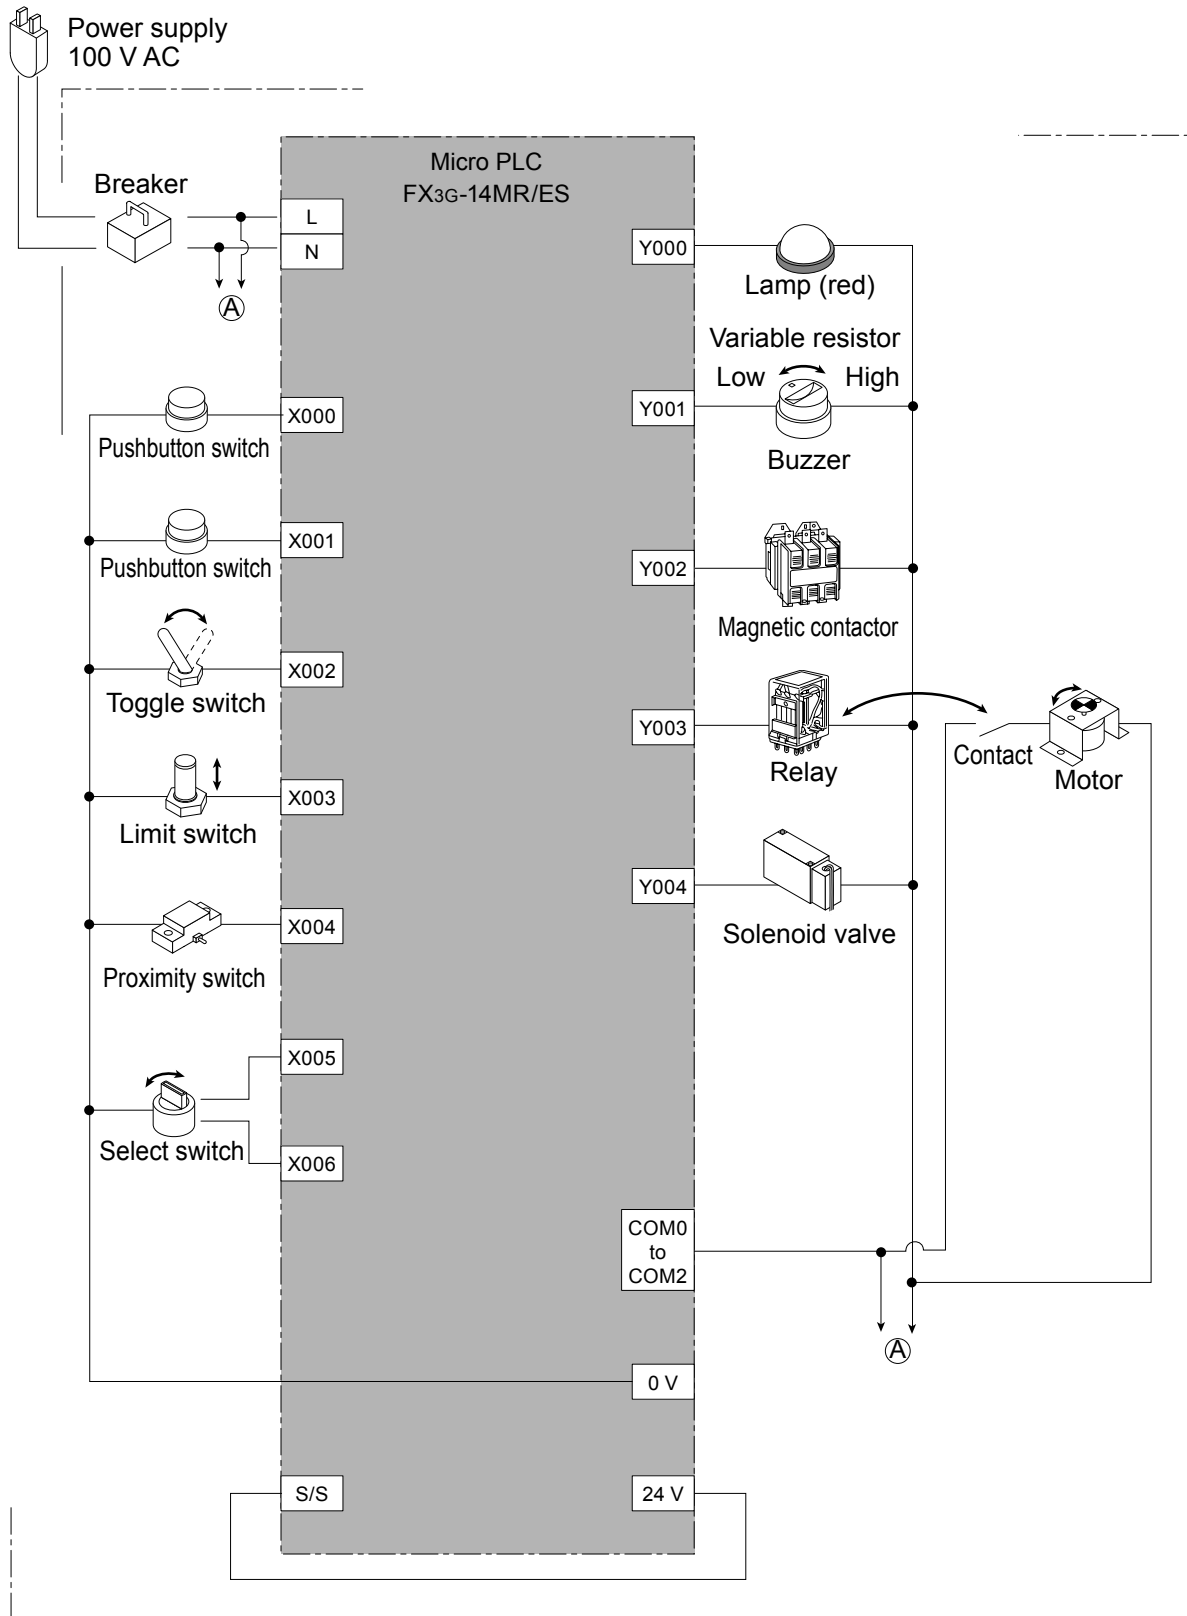 Power supply
100 V AC
Micro PLC
FX3G-14MR/ES
Breaker
L
N
A
Y000
Lamp (red)
Variable resistor
Low High
X000
Y001
Pushbutton switch
Buzzer
X001
Pushbutton switch
Y002
Magnetic contactor
X002
Toggle switch
Y003
Relay
Contact
Motor
X003
Limit switch
Y004
Solenoid valve
X004
Proximity switch
X005
Select switch
X006
COM0
to
COM2
A
0 V
S/S
24 V